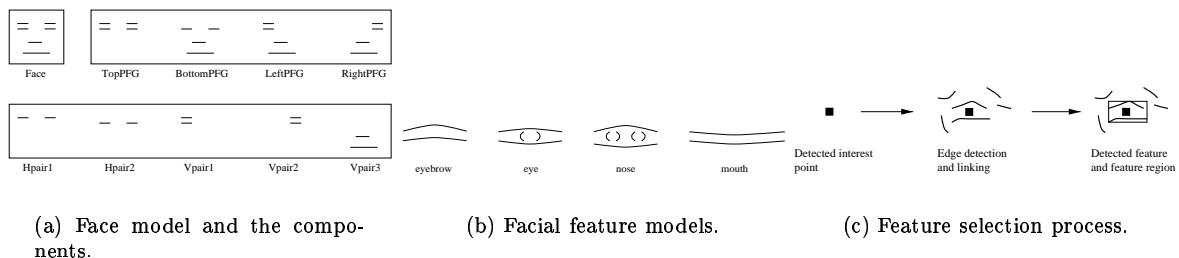 Face TopPFG BottomPFG LeftPFG RightPFG
Hpair1 Hpair2 Vpair1 Vpair2 Vpair3
(a) Face model and the compo-
nents.
eyebrow eye nose mouth
(b) Facial feature models.
Detected interest
point
Edge detection
and linking
Detected feature
and feature region
(c) Feature selection process.